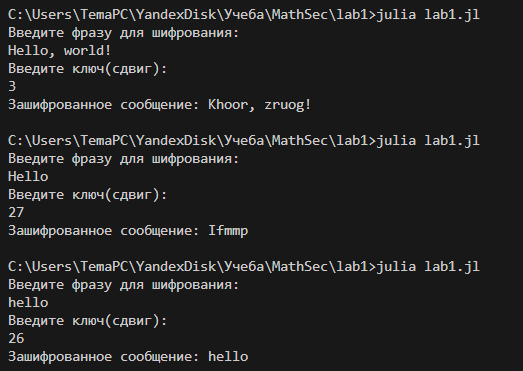 C:\Users\TemaPC\YandexDisk\Учеба\MathSec\lab1>julia lab1.jl
Введите фразу для шифрования:
Hello, world!
Введите ключ(сдвиг):
3
Зашифрованное сообщение: Khoor, zruog!
C:\Users\TemaPC\YandexDisk\Учеба\MathSec\lab1>julia lab1.jl
Введите фразу для шифрования:
Hello
Введите ключ(сдвиг):
27
Зашифрованное сообщение: Ifmmp
C:\Users\TemaPC\YandexDisk\Учеба\MathSec\lab1>julia lab1.jl
Введите фразу для шифрования:
hello
Введите ключ(сдвиг):
26
Зашифрованное сообщение: hello